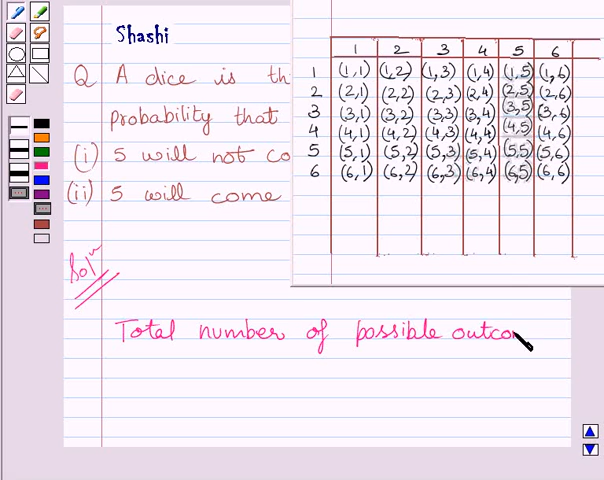 Shashi
Q A dice is th
probability that
(i) 5 will not co
(ii) 5 will come
1 2 3 4 5 6
1 (1,1) (1,2) (1,3) (1,4) (1,5) (1,6)
2 (2,1) (2,2) (2,3) (2,4) (2,5) (2,6)
3 (3,1) (3,2) (3,3) (3,4) (3,5) (3,6)
4 (4,1) (4,2) (4,3) (4,4) (4,5) (4,6)
5 (5,1) (5,2) (5,3) (5,4) (5,5) (5,6)
6 (6,1) (6,2) (6,3) (6,4) (6,5) (6,6)
Solⁿ
Total number of possible outco